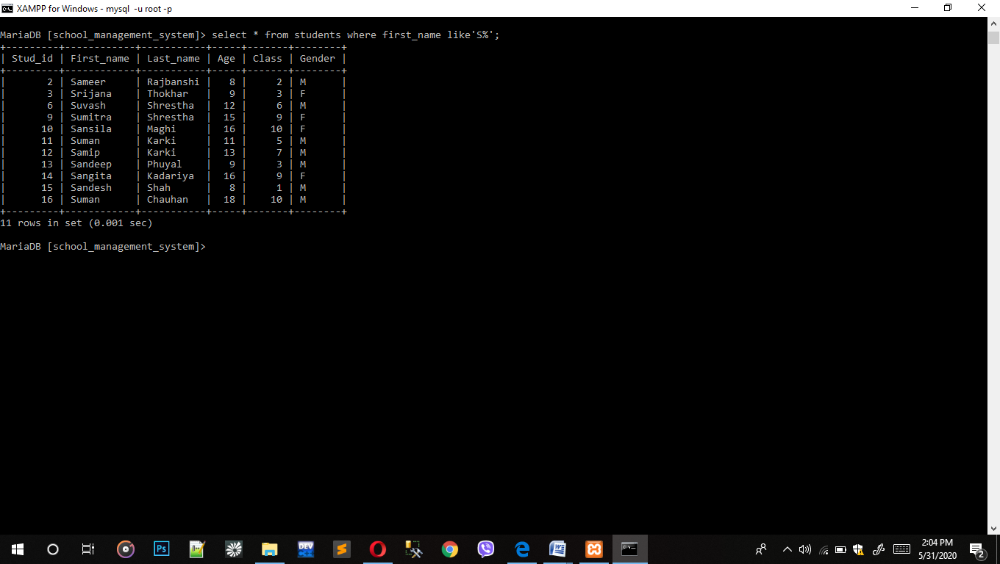 XAMPP for Windows - mysql  -u root -p
MariaDB [school_management_system]> select * from students where first_name like'S%';
+---------+------------+-----------+-----+-------+--------+
| Stud_id | First_name | Last_name | Age | Class | Gender |
+---------+------------+-----------+-----+-------+--------+
|       2 | Sameer     | Rajbanshi |   8 |     2 | M      |
|       3 | Srijana    | Thokhar   |   9 |     3 | F      |
|       6 | Suvash     | Shrestha  |  12 |     6 | M      |
|       9 | Sumitra    | Shrestha  |  15 |     9 | F      |
|      10 | Sansila    | Maghi     |  16 |    10 | F      |
|      11 | Suman      | Karki     |  11 |     5 | M      |
|      12 | Samip      | Karki     |  13 |     7 | M      |
|      13 | Sandeep    | Phuyal    |   9 |     3 | M      |
|      14 | Sangita    | Kadariya  |  16 |     9 | F      |
|      15 | Sandesh    | Shah      |   8 |     1 | M      |
|      16 | Suman      | Chauhan   |  18 |    10 | M      |
+---------+------------+-----------+-----+-------+--------+
11 rows in set (0.001 sec)
MariaDB [school_management_system]>
Ps
DEV
2:04 PM
5/31/2020
2